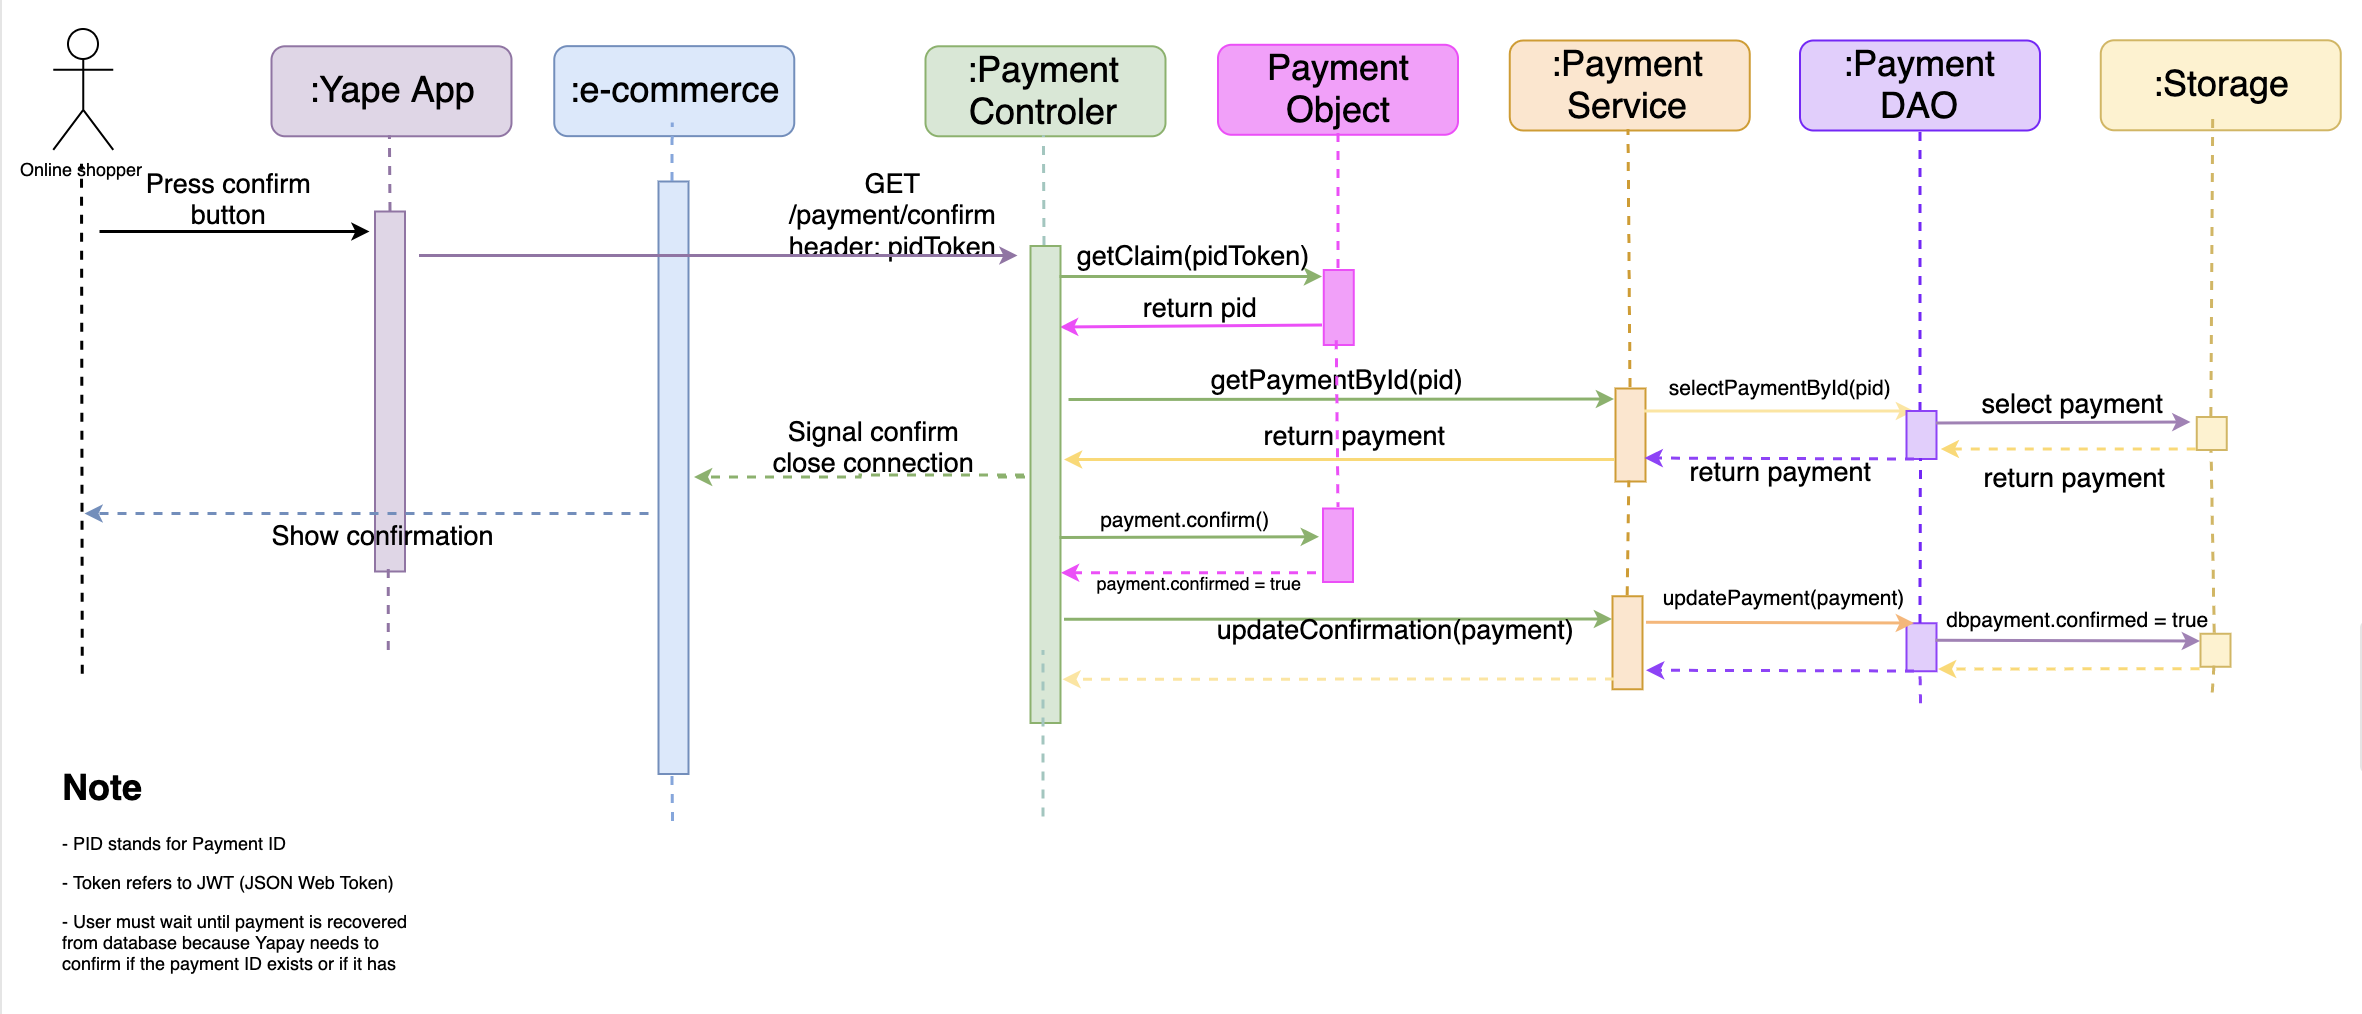 :Yape App
:e-commerce
:Payment
Controler
Payment
Object
:Payment
Service
:Payment
DAO
:Storage
Online shopper
Press confirm
button
GET
/payment/confirm
header: pidToken
getClaim(pidToken)
return pid
getPaymentById(pid)
selectPaymentById(pid)
select payment
Signal confirm
close connection
return payment
return payment
return payment
Show confirmation
payment.confirm()
payment.confirmed = true
updatePayment(payment)
dbpayment.confirmed = true
updateConfirmation(payment)
Note
- PID stands for Payment ID
- Token refers to JWT (JSON Web Token)
- User must wait until payment is recovered
from database because Yapay needs to
confirm if the payment ID exists or if it has